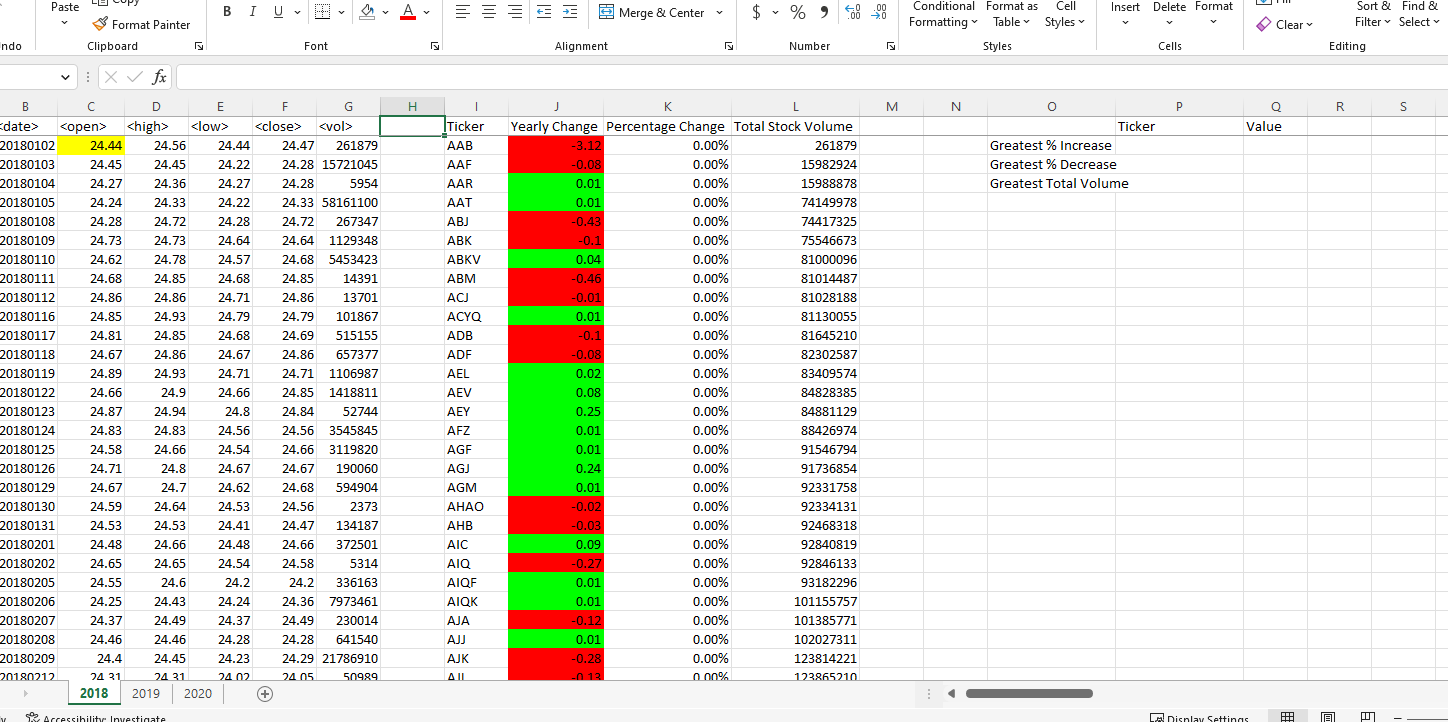 Paste Copy
Format Painter
B I U
Merge & Center $ % 9 .00 .00
Conditional Formatting Format as Table Cell Styles
Insert Delete Format
Clear
Sort & Filter Find & Select
Clipboard Font Alignment Number Styles Cells Editing
fx
B C D E F G H I J K L M N O P Q R S
<date> <open> <high> <low> <close> <vol> Ticker Yearly Change Percentage Change Total Stock Volume Ticker Value
20180102 24.44 24.56 24.44 24.47 261879 AAB -3.12 0.00% 261879 Greatest % Increase
20180103 24.45 24.45 24.22 24.28 15721045 AAF -0.08 0.00% 15982924 Greatest % Decrease
20180104 24.27 24.36 24.27 24.28 5954 AAR 0.01 0.00% 15988878 Greatest Total Volume
20180105 24.24 24.33 24.22 24.33 58161100 AAT 0.01 0.00% 74149978
20180108 24.28 24.72 24.28 24.72 267347 ABJ -0.43 0.00% 74417325
20180109 24.73 24.73 24.64 24.64 1129348 ABK -0.1 0.00% 75546673
20180110 24.62 24.78 24.57 24.68 5453423 ABKV 0.04 0.00% 81000096
20180111 24.68 24.85 24.68 24.85 14391 ABM -0.46 0.00% 81014487
20180112 24.86 24.86 24.71 24.86 13701 ACJ -0.01 0.00% 81028188
20180116 24.85 24.93 24.79 24.79 101867 ACYQ 0.01 0.00% 81130055
20180117 24.81 24.85 24.68 24.69 515155 ADB -0.1 0.00% 81645210
20180118 24.67 24.86 24.67 24.86 657377 ADF -0.08 0.00% 82302587
20180119 24.89 24.93 24.71 24.71 1106987 AEL 0.02 0.00% 83409574
20180122 24.66 24.9 24.66 24.85 1418811 AEV 0.08 0.00% 84828385
20180123 24.87 24.94 24.8 24.84 52744 AEY 0.25 0.00% 84881129
20180124 24.83 24.83 24.56 24.56 3545845 AFZ 0.01 0.00% 88426974
20180125 24.58 24.66 24.54 24.66 3119820 AGF 0.01 0.00% 91546794
20180126 24.71 24.8 24.67 24.67 190060 AGJ 0.24 0.00% 91736854
20180129 24.67 24.7 24.62 24.68 594904 AGM 0.01 0.00% 92331758
20180130 24.59 24.64 24.53 24.56 2373 AHAO -0.02 0.00% 92334131
20180131 24.53 24.53 24.41 24.47 134187 AHB -0.03 0.00% 92468318
20180201 24.48 24.66 24.48 24.66 372501 AIC 0.09 0.00% 92840819
20180202 24.65 24.65 24.54 24.58 5314 AIQ -0.27 0.00% 92846133
20180205 24.55 24.6 24.2 24.2 336163 AIQF 0.01 0.00% 93182296
20180206 24.25 24.43 24.24 24.36 7973461 AIQK 0.01 0.00% 101155757
20180207 24.37 24.49 24.37 24.49 230014 AJA -0.12 0.00% 101385771
20180208 24.46 24.46 24.28 24.28 641540 AJJ 0.01 0.00% 102027311
20180209 24.4 24.45 24.23 24.29 21786910 AJK -0.28 0.00% 123814221
20180212 24.31 24.31 24.02 24.05 50989 -0.13 0.00% 123865210
2018 2019 2020
Accessibility: Investigate Display Settings